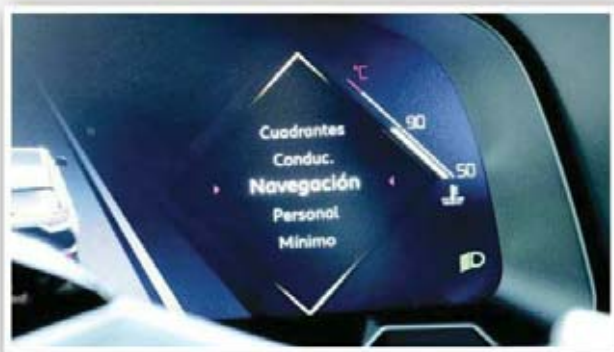 °C
Cuadrantes
90
Conduc.
50
Navegación
Personal
Mínimo